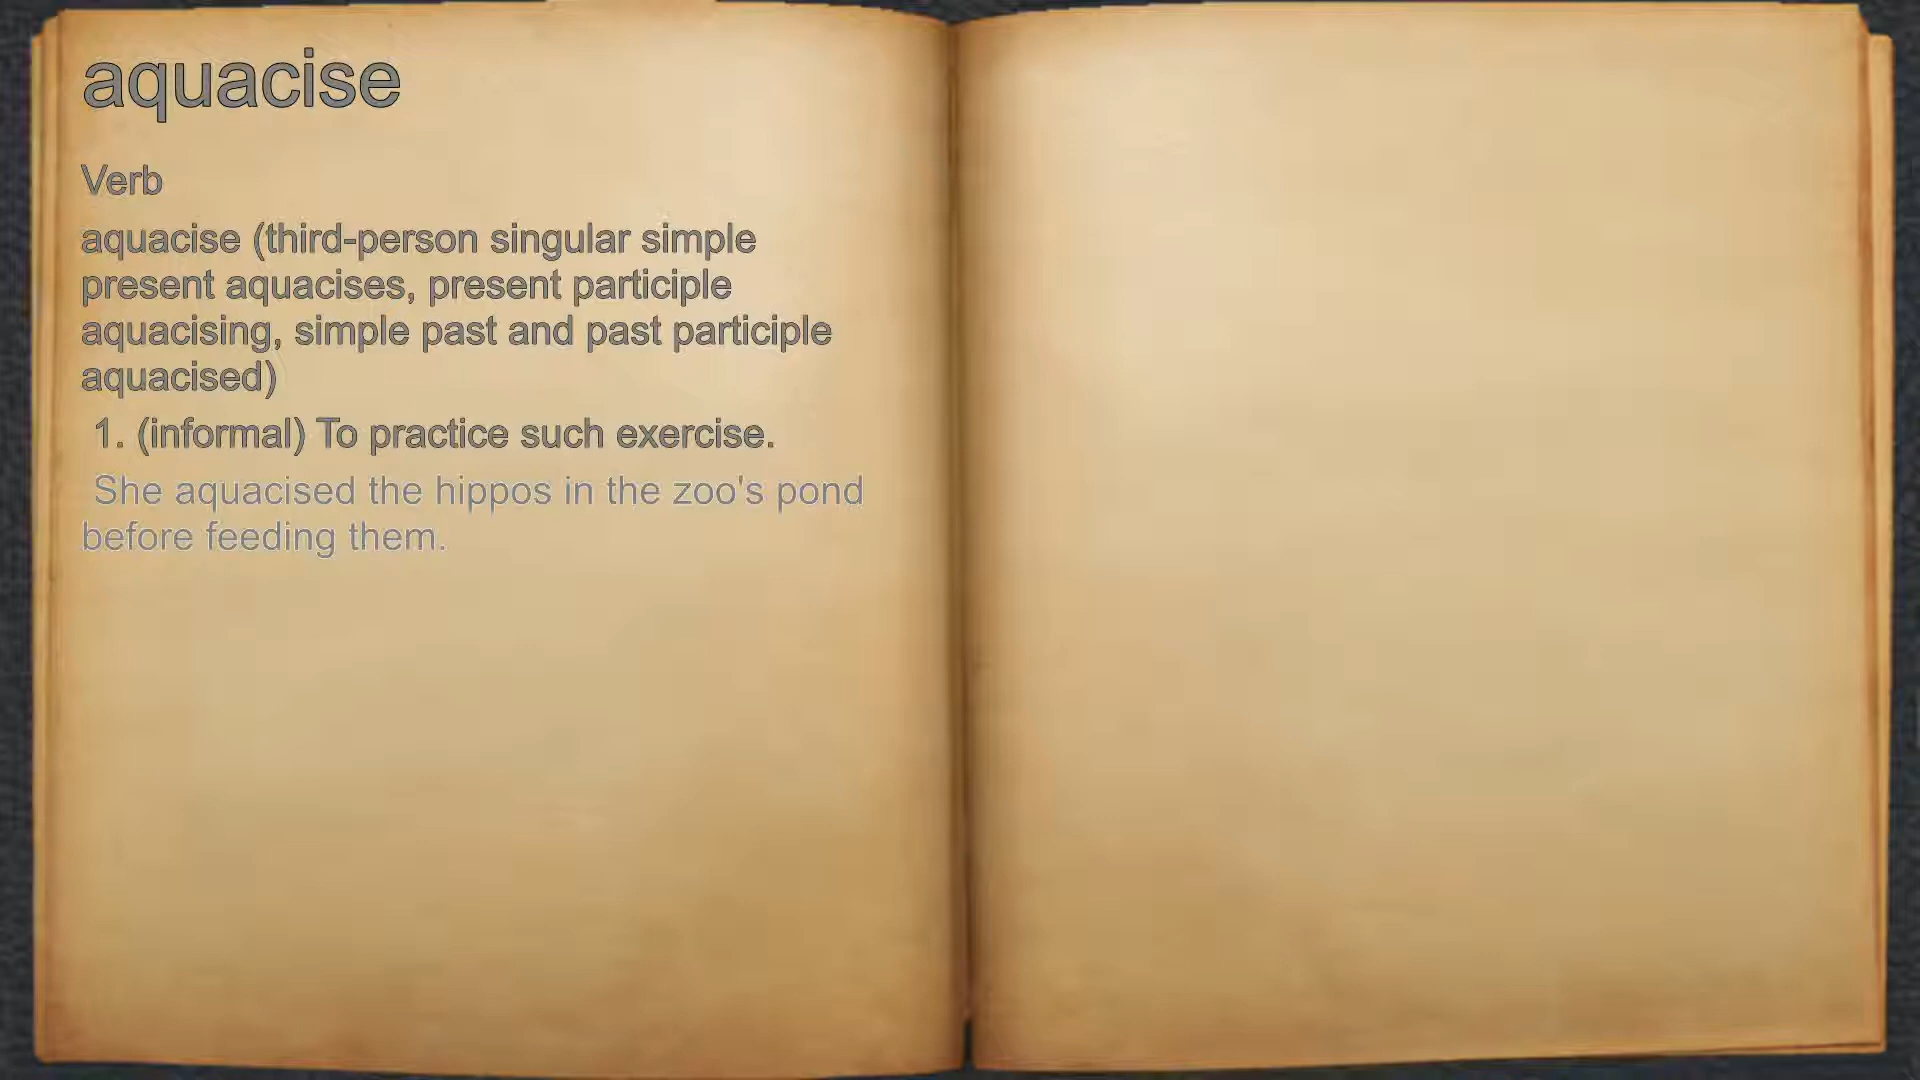 aquacise
Verb
aquacise (third-person singular simple
present aquacises, present participle
aquacising, simple past and past participle
aquacised)
1. (informal) To practice such exercise.
She aquacised the hippos in the zoo's pond
before feeding them.